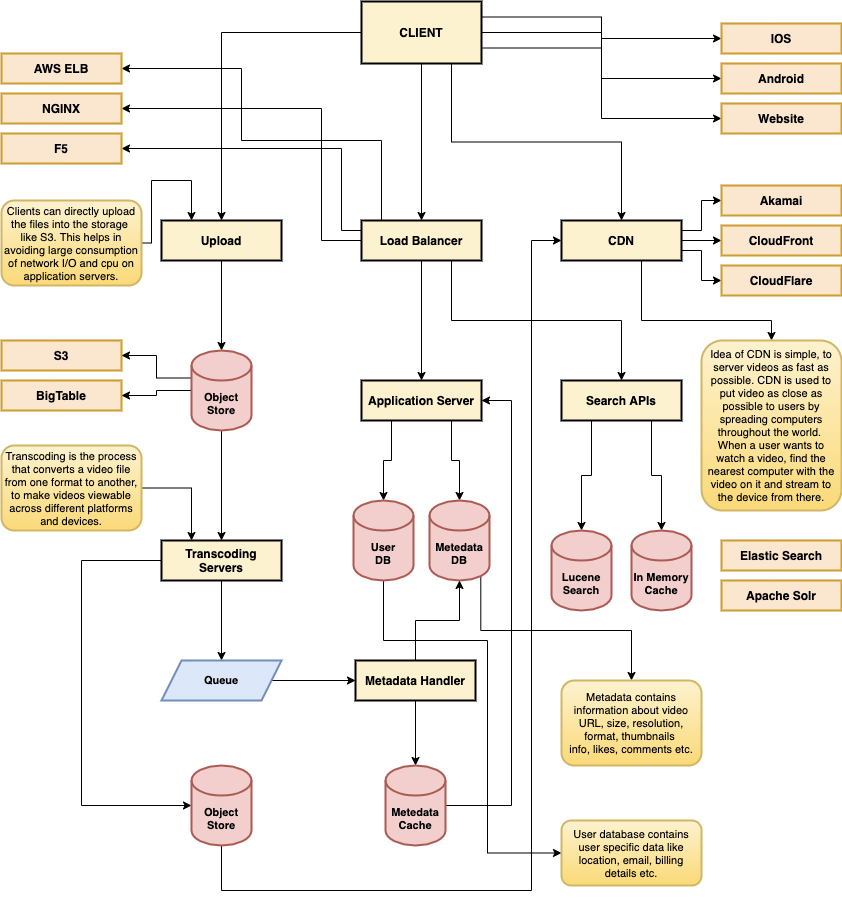 CLIENT
IOS
Android
Website
AWS ELB
NGINX
F5
Clients can directly upload
the files into the storage
like S3. This helps in
avoiding large consumption
of network I/O and cpu on
application servers.
Upload
Load Balancer
CDN
Akamai
CloudFront
CloudFlare
S3
BigTable
Object
Store
Application Server
Search APIs
Idea of CDN is simple, to
server videos as fast as
possible. CDN is used to
put video as close as
possible to users by
spreading computers
throughout the world.
When a user wants to
watch a video, find the
nearest computer with the
video on it and stream to
the device from there.
Transcoding is the process
that converts a video file
from one format to another,
to make videos viewable
across different platforms
and devices.
Transcoding
Servers
User
DB
Metedata
DB
Lucene
Search
In Memory
Cache
Elastic Search
Apache Solr
Queue
Metadata Handler
Metadata contains
information about video
URL, size, resolution,
format, thumbnails
info, likes, comments etc.
Object
Store
Metedata
Cache
User database contains
user specific data like
location, email, billing
details etc.